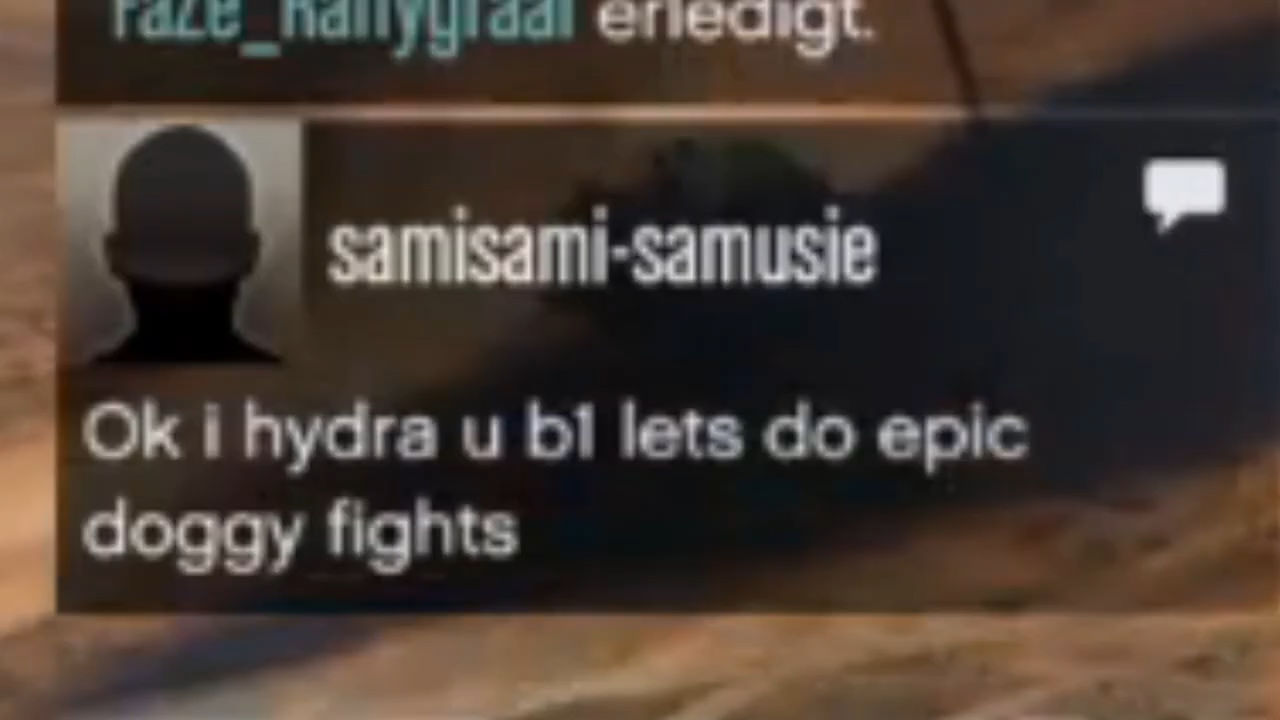 erledigt.
samisami-samusie
Ok i hydra u b1 lets do epic
doggy fights